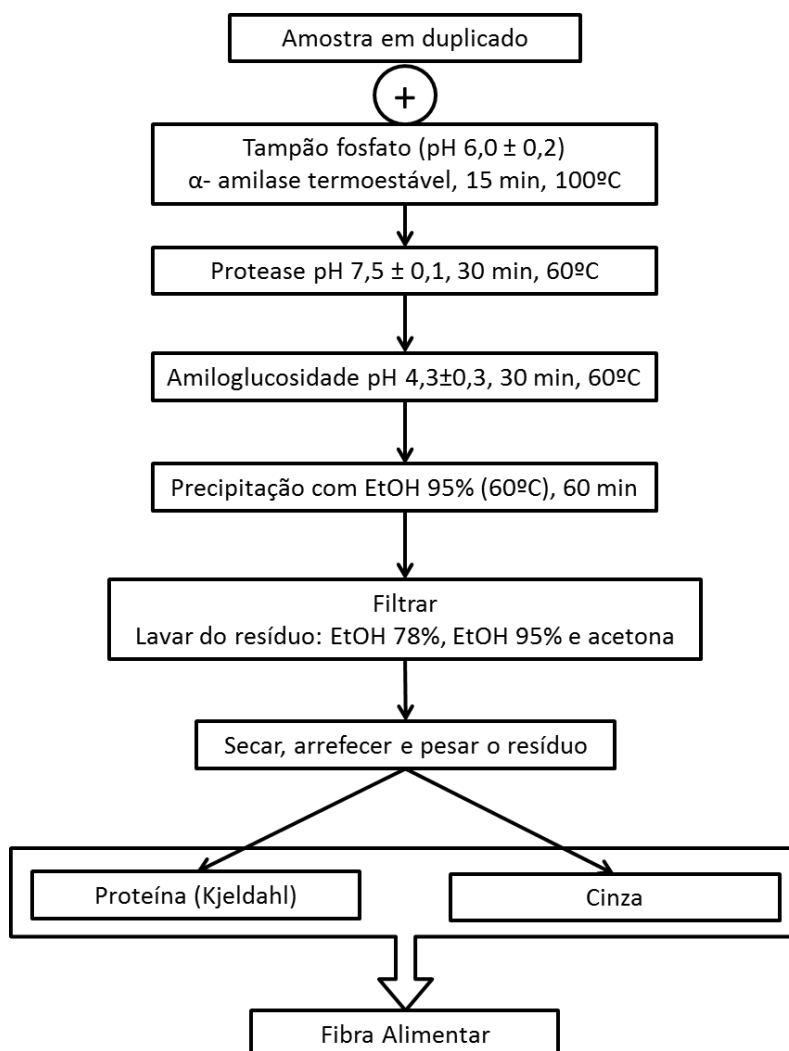 Amostra em duplicado
+
Tampão fosfato (pH 6,0 ± 0,2)
α- amilase termoestável, 15 min, 100ºC
Protease pH 7,5 ± 0,1, 30 min, 60ºC
Amiloglucosidade pH 4,3±0,3, 30 min, 60ºC
Precipitação com EtOH 95% (60ºC), 60 min
Filtrar
Lavar do resíduo: EtOH 78%, EtOH 95% e acetona
Secar, arrefecer e pesar o resíduo
Proteína (Kjeldahl)
Cinza
Fibra Alimentar